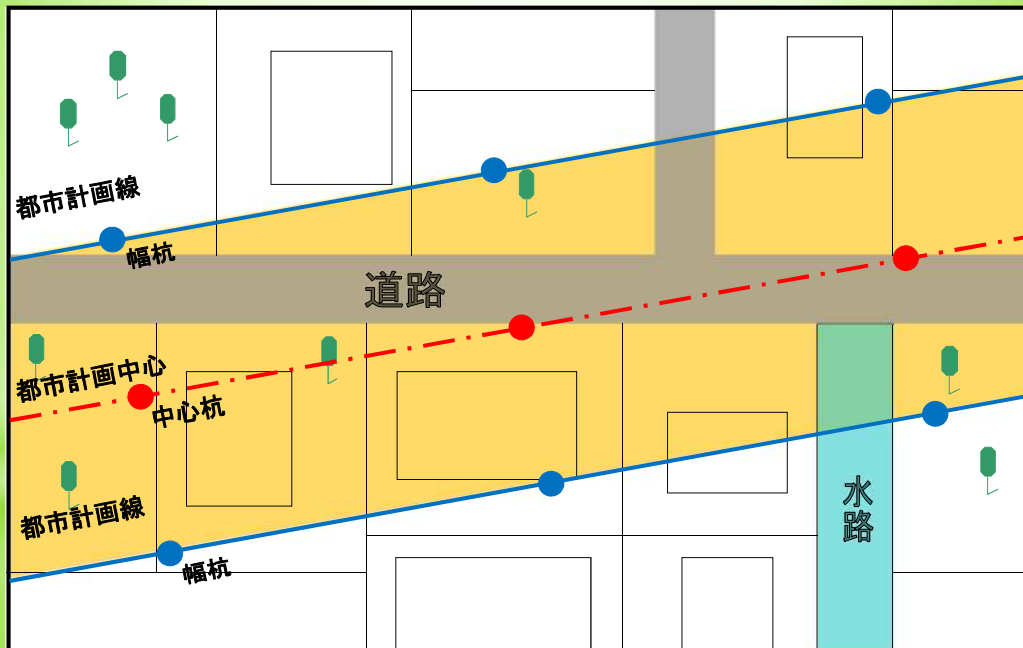 都市計画線
幅杭
道路
都市計画中心
中心杭
都市計画線
幅杭
水路